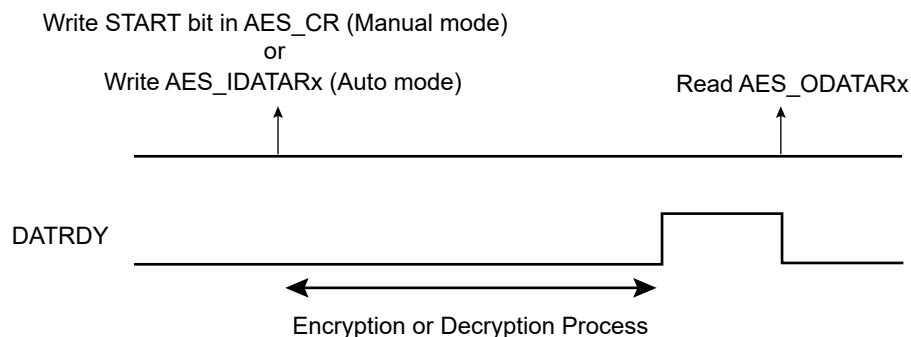 Write START bit in AES_CR (Manual mode)
or
Write AES_IDATARx (Auto mode)
Read AES_ODATARx
DATRDY
Encryption or Decryption Process